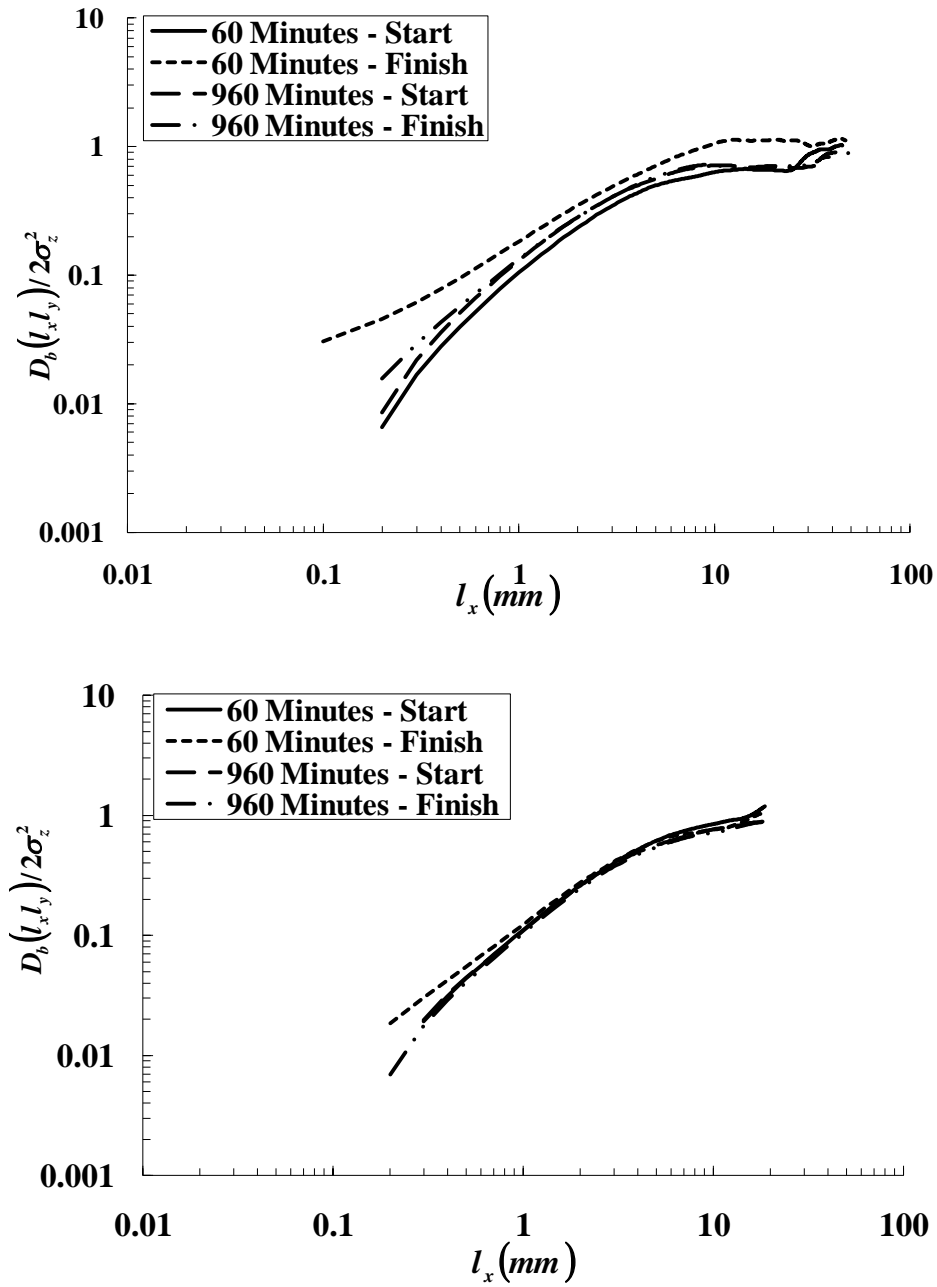 10
1
0.1
0.01
0.001
0.01
0.1
1
10
100
60 Minutes - Start
60 Minutes - Finish
960 Minutes - Start
960 Minutes - Finish
D_b(l_x l_y)/2σ_z^2
l_x(mm)
10
1
0.1
0.01
0.001
0.01
0.1
1
10
100
60 Minutes - Start
60 Minutes - Finish
960 Minutes - Start
960 Minutes - Finish
D_b(l_x l_y)/2σ_z^2
l_x(mm)